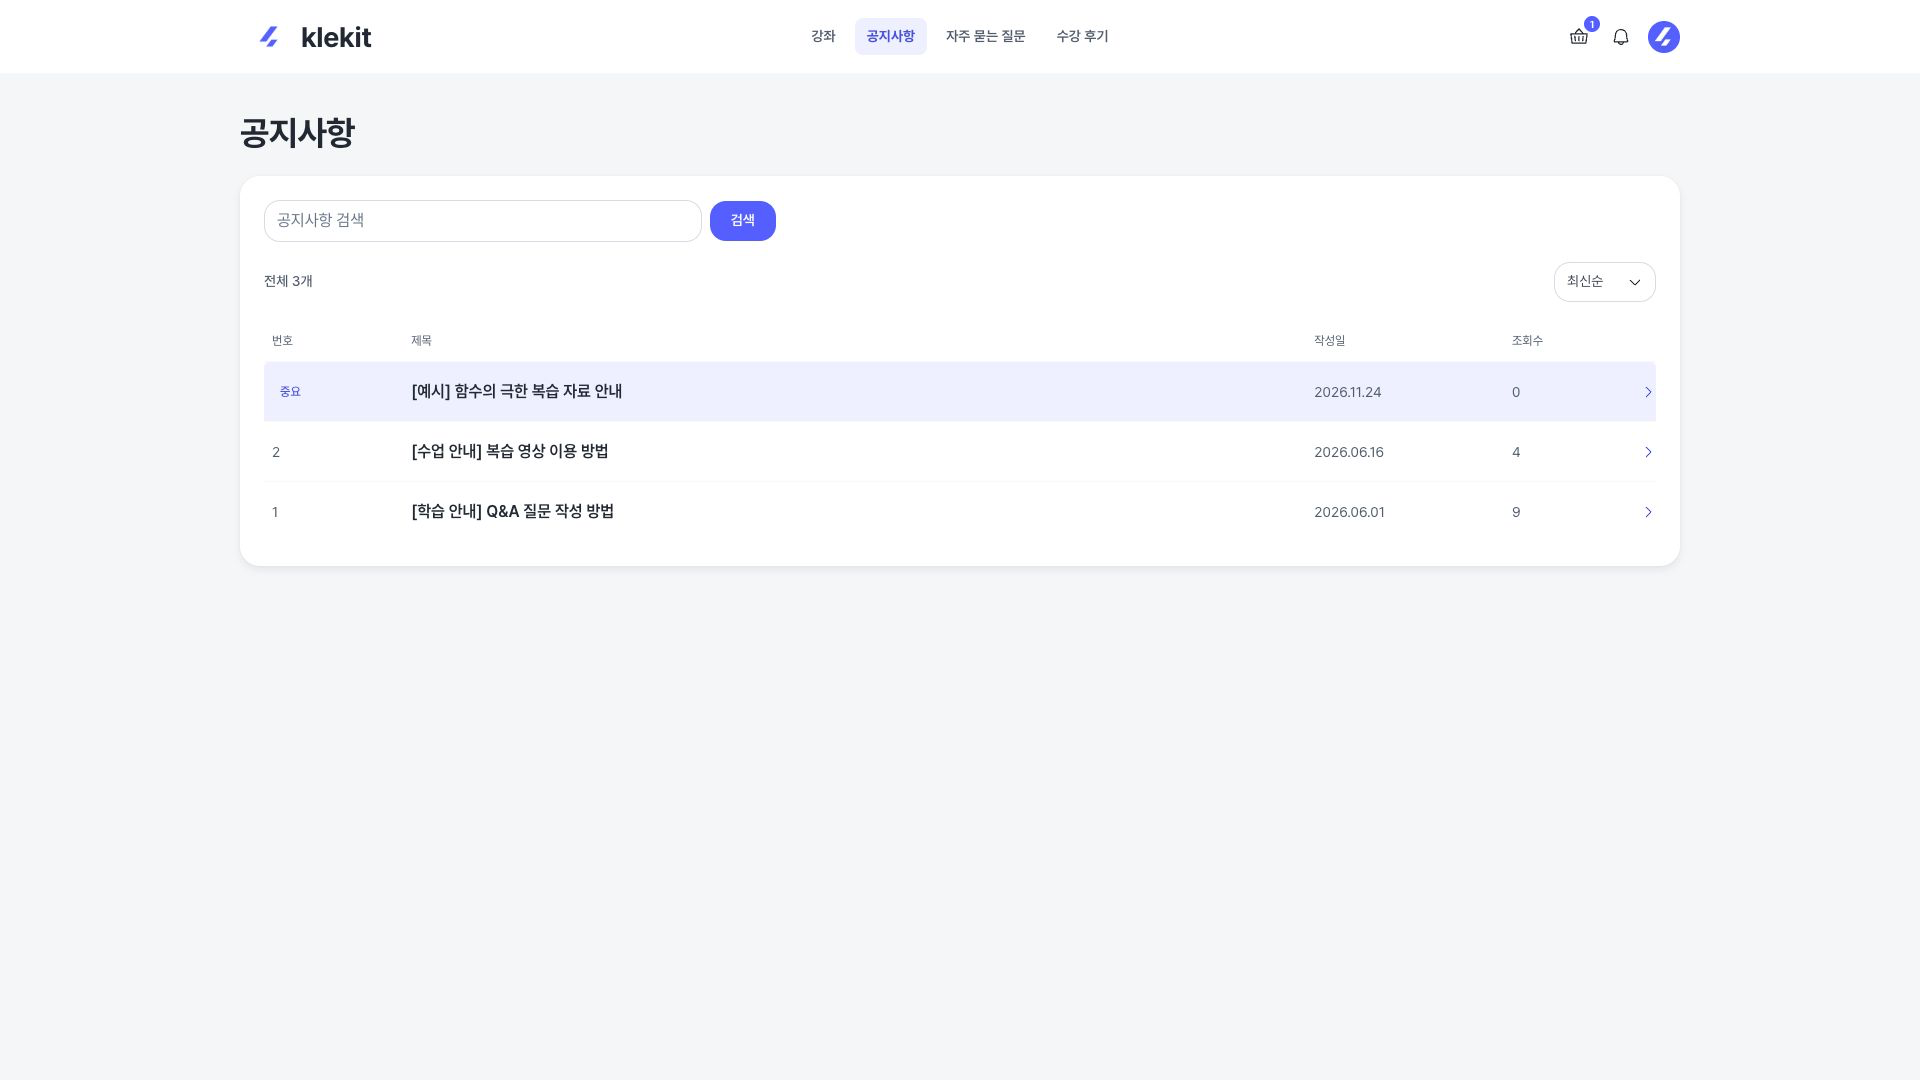 klekit
강좌
공지사항
자주 묻는 질문
수강 후기
1
공지사항
공지사항 검색
검색
전체 3개
최신순
번호 제목 작성일 조회수
중요 [예시] 함수의 극한 복습 자료 안내 2026.11.24 0
2 [수업 안내] 복습 영상 이용 방법 2026.06.16 4
1 [학습 안내] Q&A 질문 작성 방법 2026.06.01 9